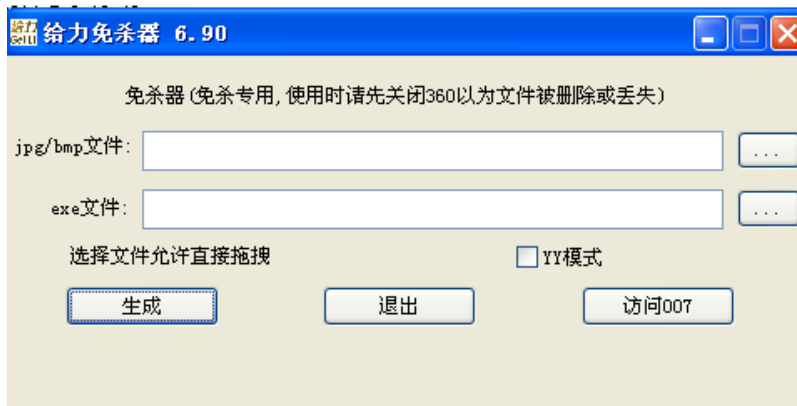 给力免杀器 6.90
免杀器(免杀专用,使用时请先关闭360以为文件被删除或丢失)
jpg/bmp文件: ...
exe文件: ...
选择文件允许直接拖拽 YY模式
生成 退出 访问007